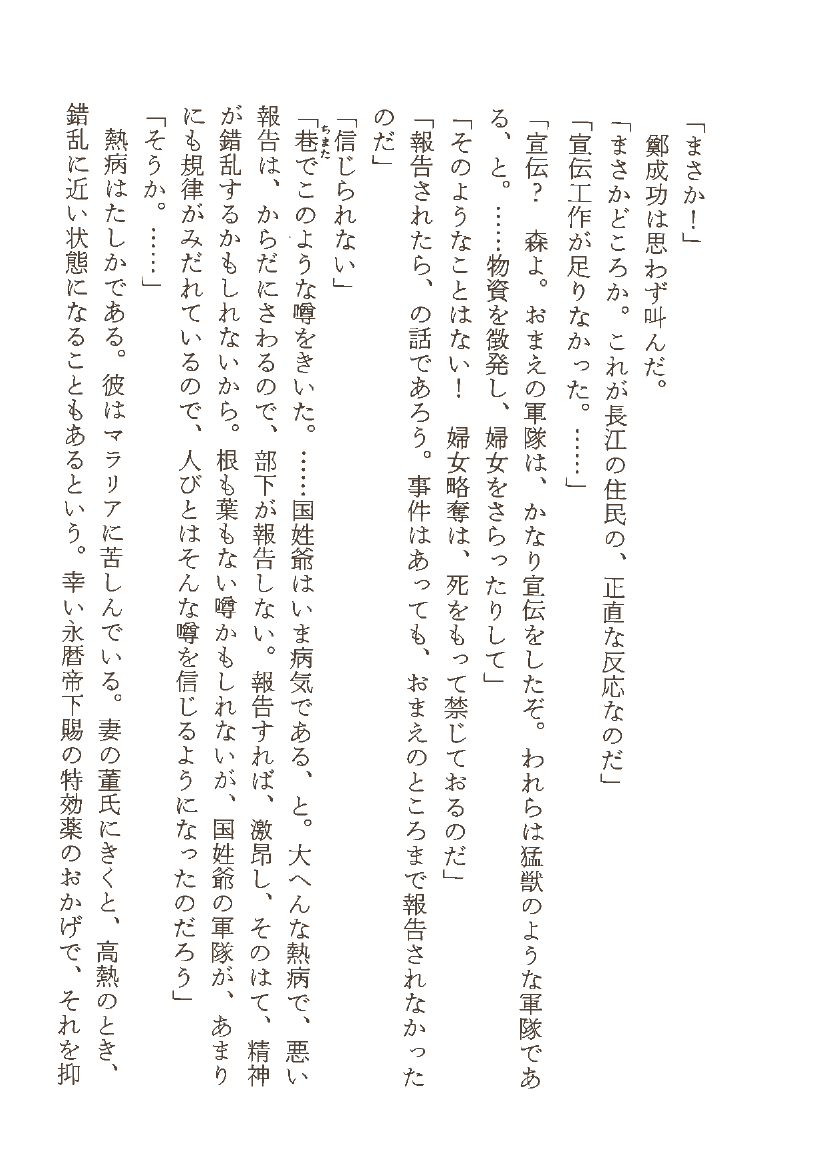 「まさか！」
　鄭成功は思わず叫んだ。
「まさかどころか。これが長江の住民の、正直な反応なのだ」
「宣伝工作が足りなかった。……」
「宣伝？　森よ。おまえの軍隊は、かなり宣伝をしたぞ。われらは猛獣のような軍隊であ
る、と。……物資を徴発し、婦女をさらったりして」
「そのようなことはない！　婦女略奪は、死をもって禁じておるのだ」
「報告されたら、の話であろう。事件はあっても、おまえのところまで報告されなかった
のだ」
「信じられない」
「巷でこのような噂をきいた。……国姓爺はいま病気である、と。大へんな熱病で、悪い
報告は、からだにさわるので、部下が報告しない。報告すれば、激昂し、そのはて、精神
が錯乱するかもしれないから。根も葉もない噂かもしれないが、国姓爺の軍隊が、あまり
にも規律がみだれているので、人びとはそんな噂を信じるようになったのだろう」
「そうか。……」
　熱病はたしかである。彼はマラリアに苦しんでいる。妻の董氏にきくと、高熱のとき、
錯乱に近い状態になることもあるという。幸い永暦帝下賜の特効薬のおかげで、それを抑